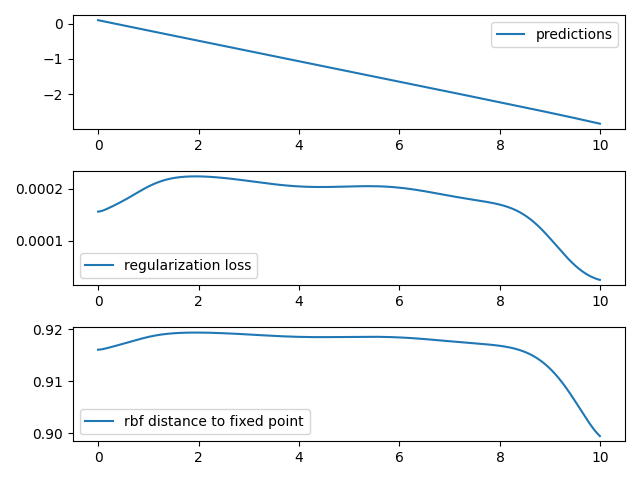 0
−1
−2
predictions
0 2 4 6 8 10
0.0002
0.0001
regularization loss
0 2 4 6 8 10
0.92
0.91
0.90
rbf distance to fixed point
0 2 4 6 8 10